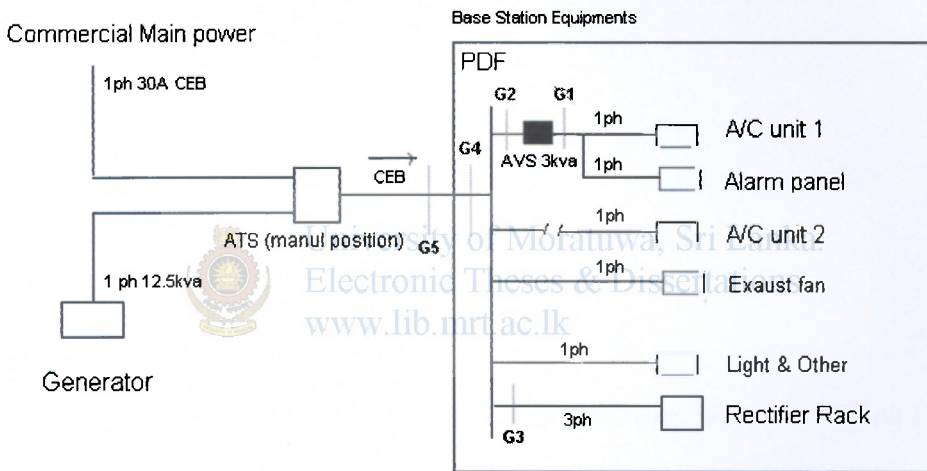 Base Station Equipments
Commercial Main power
PDF
1ph 30A CEB
G2
G1
1ph
A/C unit 1
G4
CEB
AVS 3kva
1ph
Alarm panel
1ph
A/C unit 2
ATS (manul position)
G5
University of Moratuwa, Sri Lanka.
Electronic Theses & Dissertations
www.lib.mrt.ac.lk
1 ph 12.5kva
1ph
Exaust fan
1ph
Light & Other
Generator
G3
3ph
Rectifier Rack